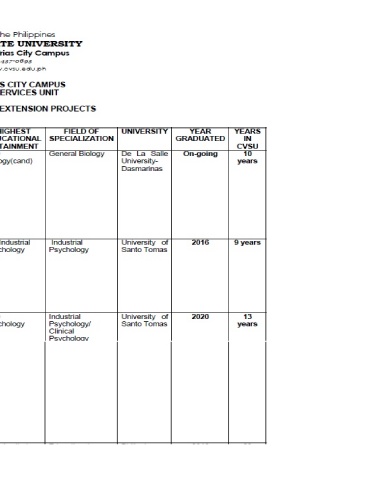 he Philippines
TE UNIVERSITY
rias City Campus
.cvsu.edu.ph
S CITY CAMPUS
ERVICES UNIT
EXTENSION PROJECTS
IGHEST UCATIONAL TAINMENT
FIELD OF SPECIALIZATION
UNIVERSITY
YEAR GRADUATED
YEARS IN CVSU
ogy(cand)
General Biology
De La Salle University- Dasmarinas
On-going
10 years
Industrial chology
Industrial Psychology
University of Santo Tomas
2016
9 years
chology
Industrial Psychology/ Clinical Psychology
University of Santo Tomas
2020
13 years